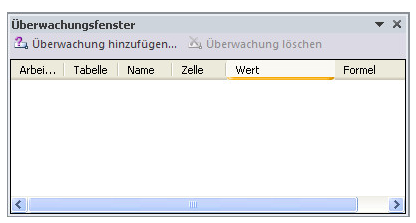 Überwachungsfenster
Überwachung hinzufügen... Überwachung löschen
Arbei... Tabelle Name Zelle Wert Formel